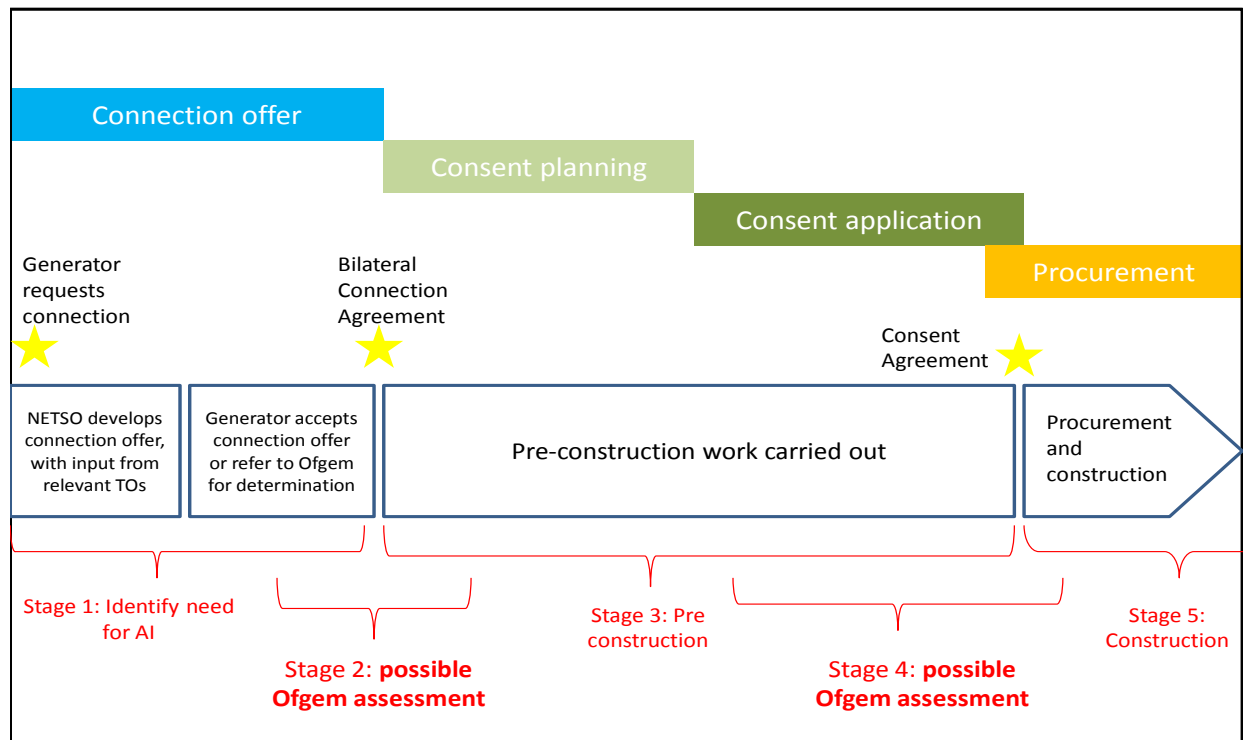 Connection offer
Consent planning
Consent application
Procurement
Generator
requests
connection
Bilateral
Connection
Agreement
Consent
Agreement
NETSO develops
connection offer,
with input from
relevant TOs
Generator accepts
connection offer
or refer to Ofgem
for determination
Pre-construction work carried out
Procurement
and
construction
Stage 1: Identify need
for AI
Stage 2: possible
Ofgem assessment
Stage 3: Pre
construction
Stage 4: possible
Ofgem assessment
Stage 5:
Construction